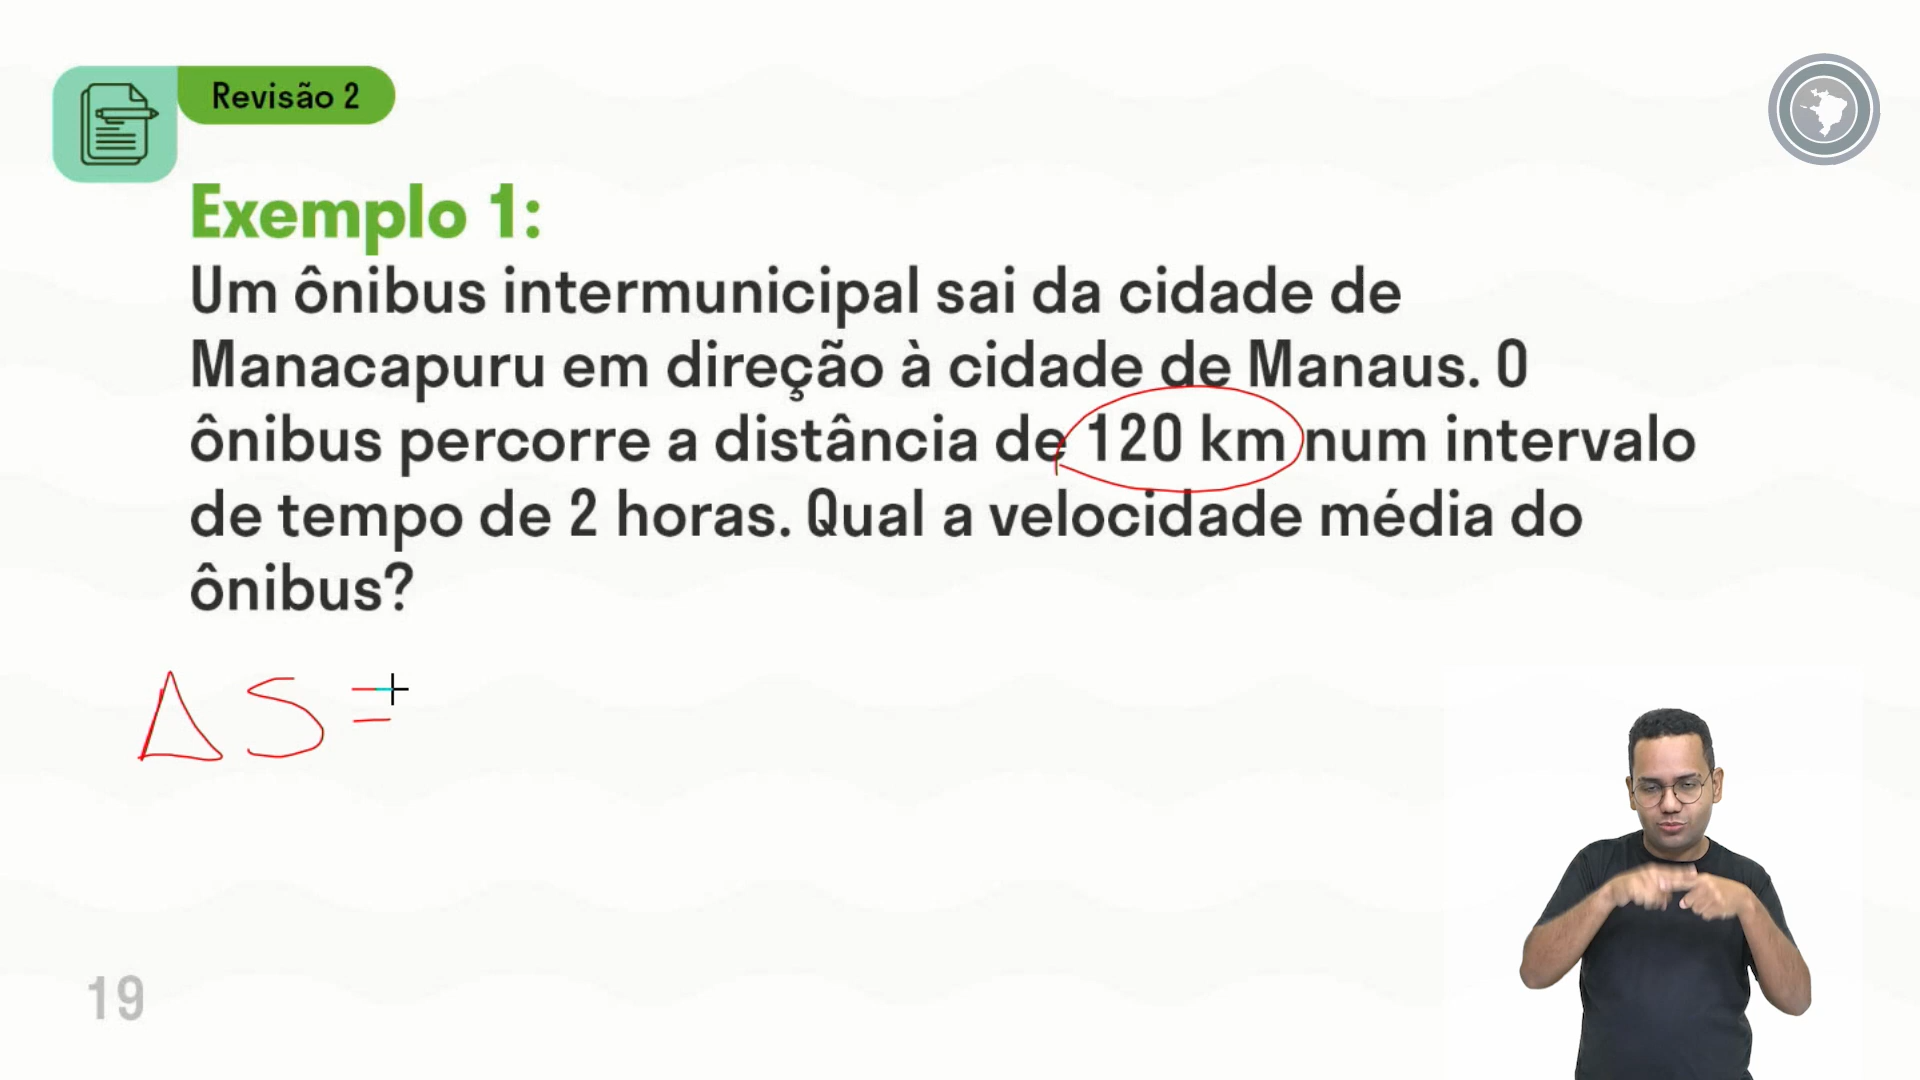 Revisão 2
Exemplo 1:
Um ônibus intermunicipal sai da cidade de
Manacapuru em direção à cidade de Manaus. O
ônibus percorre a distância de 120 km num intervalo
de tempo de 2 horas. Qual a velocidade média do
ônibus?
Δ S =
19